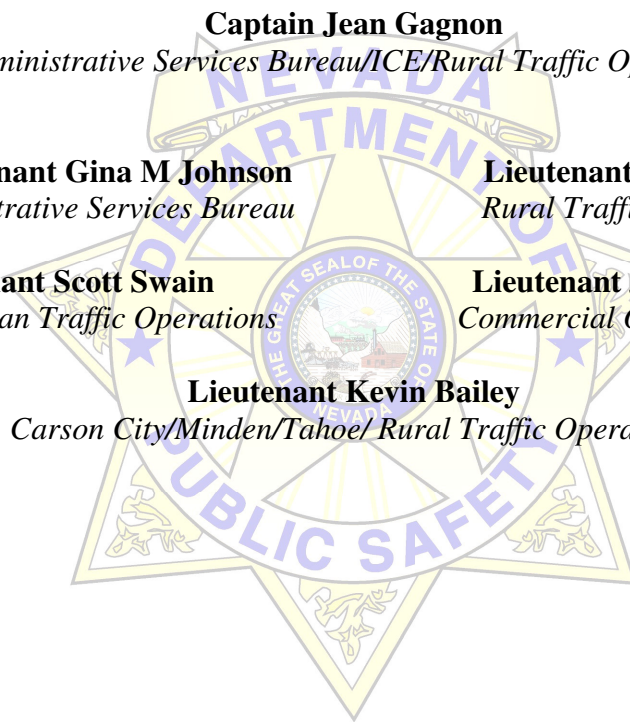 Captain Jean Gagnon
ministrative Services Bureau/ICE/Rural Traffic Op
NEVADA
DEPARTMENT OF
nant Gina M Johnson Lieutenant
trative Services Bureau Rural Traffi
THE GREAT SEAL OF THE STATE OF
NEVADA
ant Scott Swain Lieutenant
an Traffic Operations Commercial
Lieutenant Kevin Bailey
Carson City/Minden/Tahoe/ Rural Traffic Opera
PUBLIC SAFETY